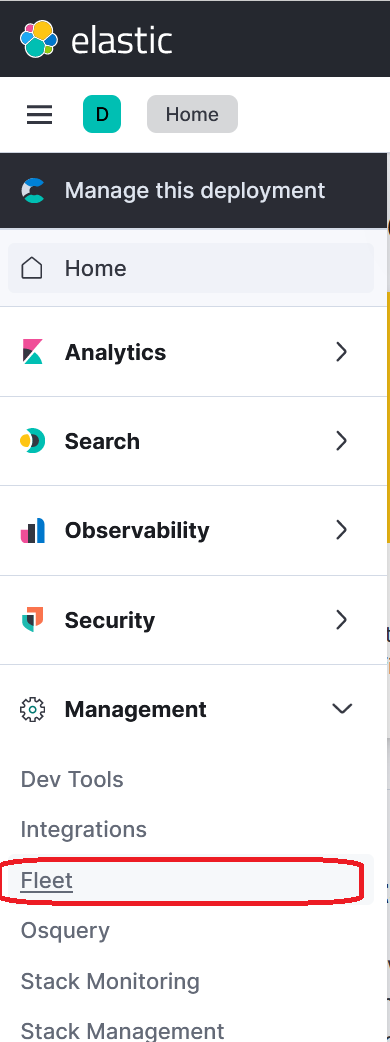 elastic
D Home
Manage this deployment
Home
Analytics
Search
Observability
Security
Management
Dev Tools
Integrations
Fleet
Osquery
Stack Monitoring
Stack Management